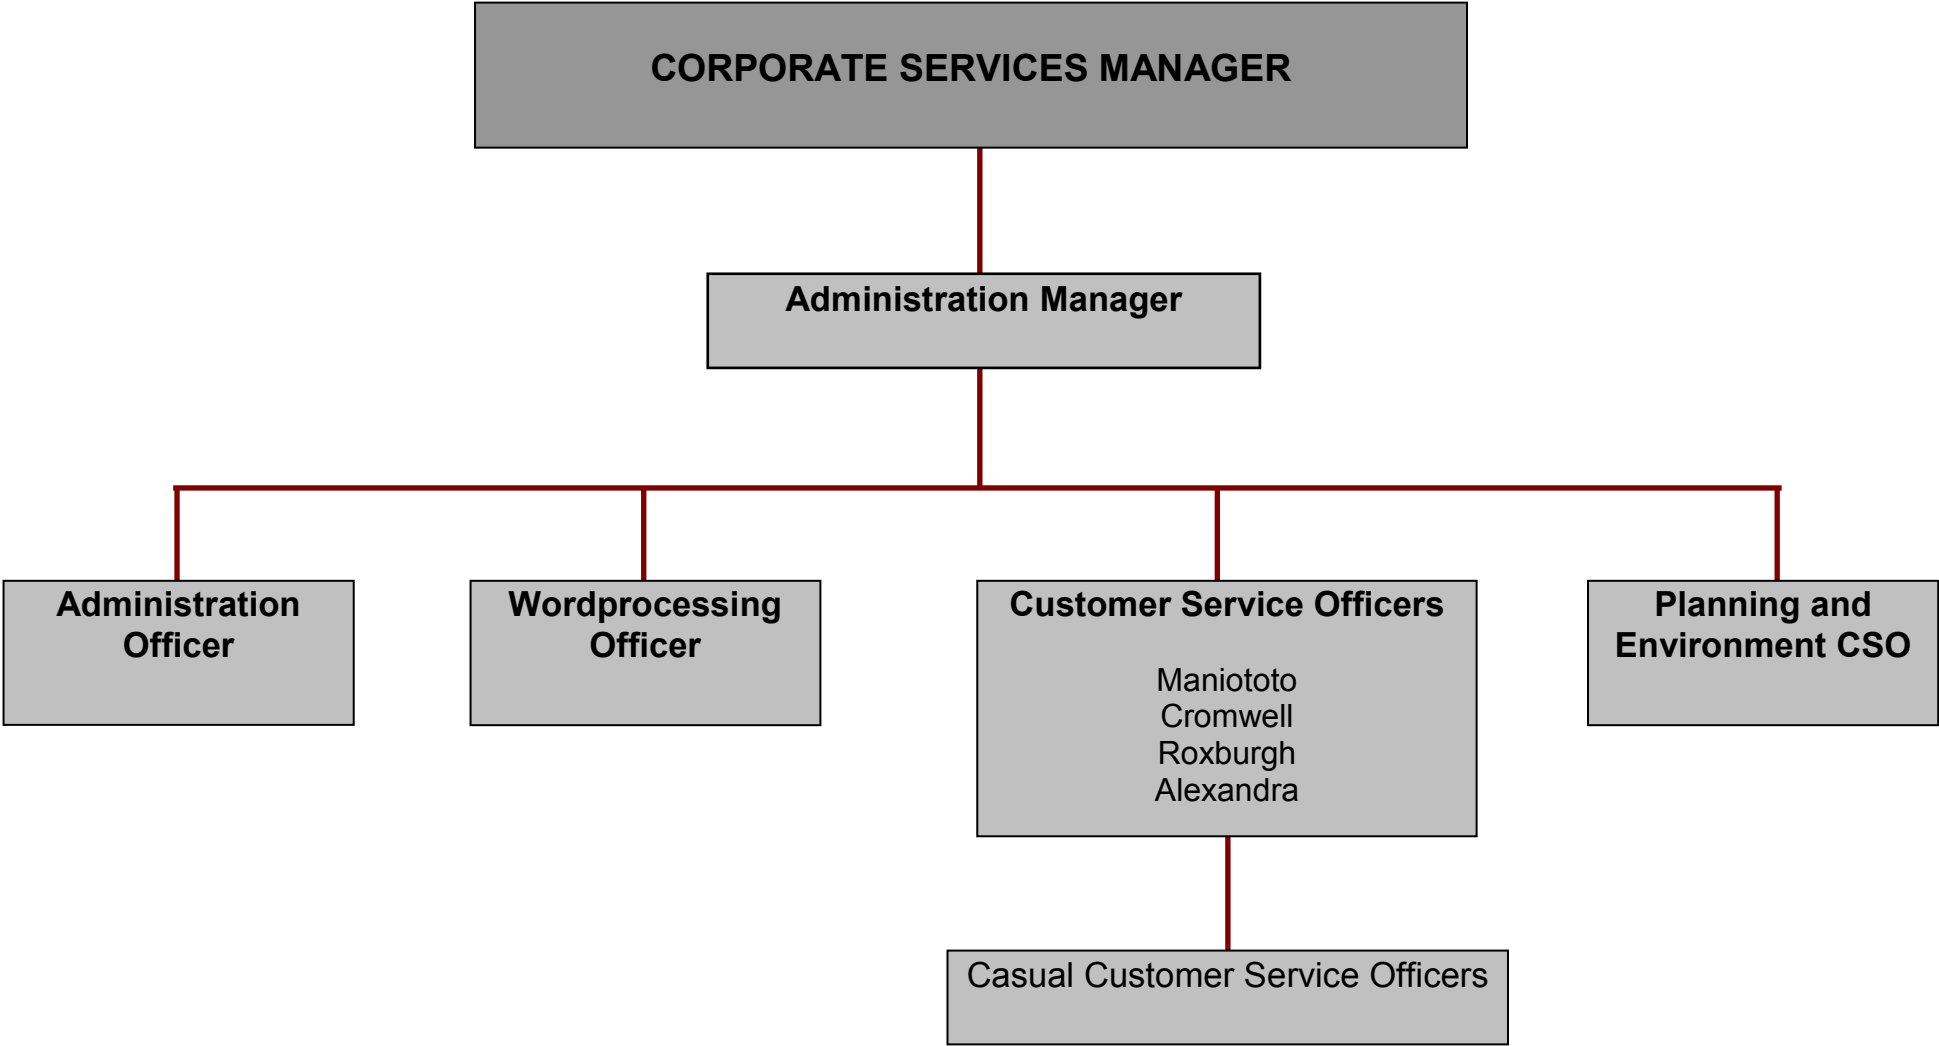 CORPORATE SERVICES MANAGER
Administration Manager
Administration
Officer
Wordprocessing
Officer
Customer Service Officers
Maniototo
Cromwell
Roxburgh
Alexandra
Planning and
Environment CSO
Casual Customer Service Officers